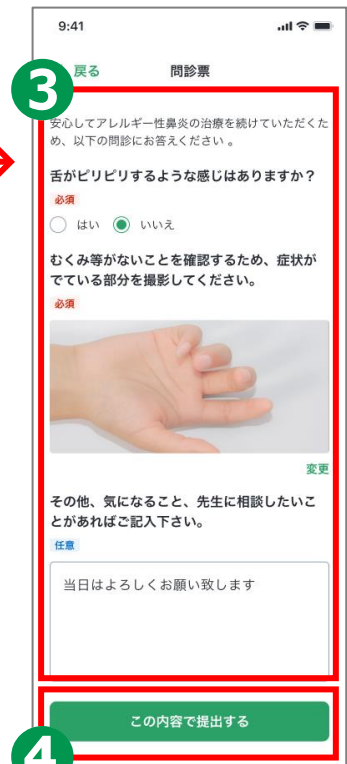 9:41
戻る 問診票
3
安心してアレルギー性鼻炎の治療を続けていただくた
め、以下の問診にお答えください 。
舌がピリピリするような感じはありますか？
必須
はい いいえ
むくみ等がないことを確認するため、症状が
でている部分を撮影してください。
必須
変更
その他、気になること、先生に相談したいこ
とがあればご記入下さい。
任意
当日はよろしくお願い致します
この内容で提出する
4